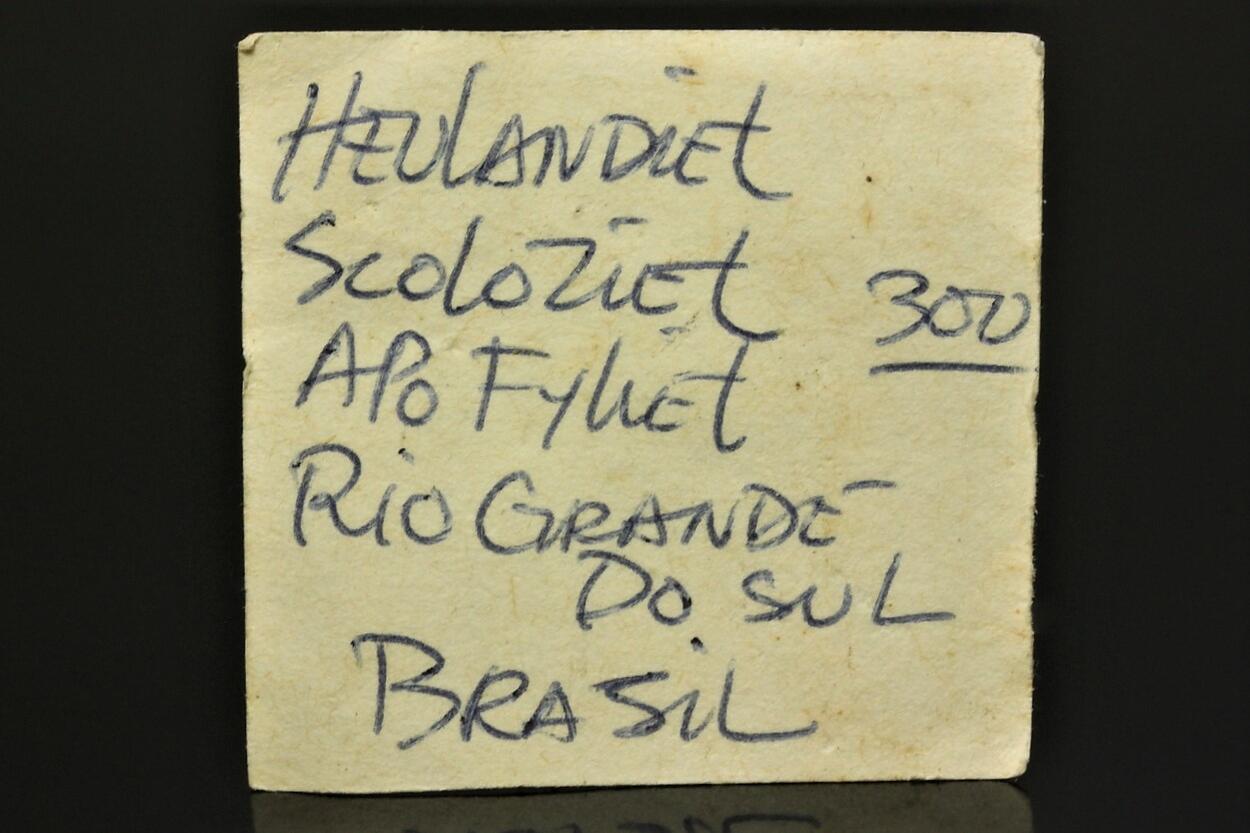 HEULANDIET
SCOLOZIET
300
APOFYLIET
RIO GRANDE
DO SUL
BRASIL